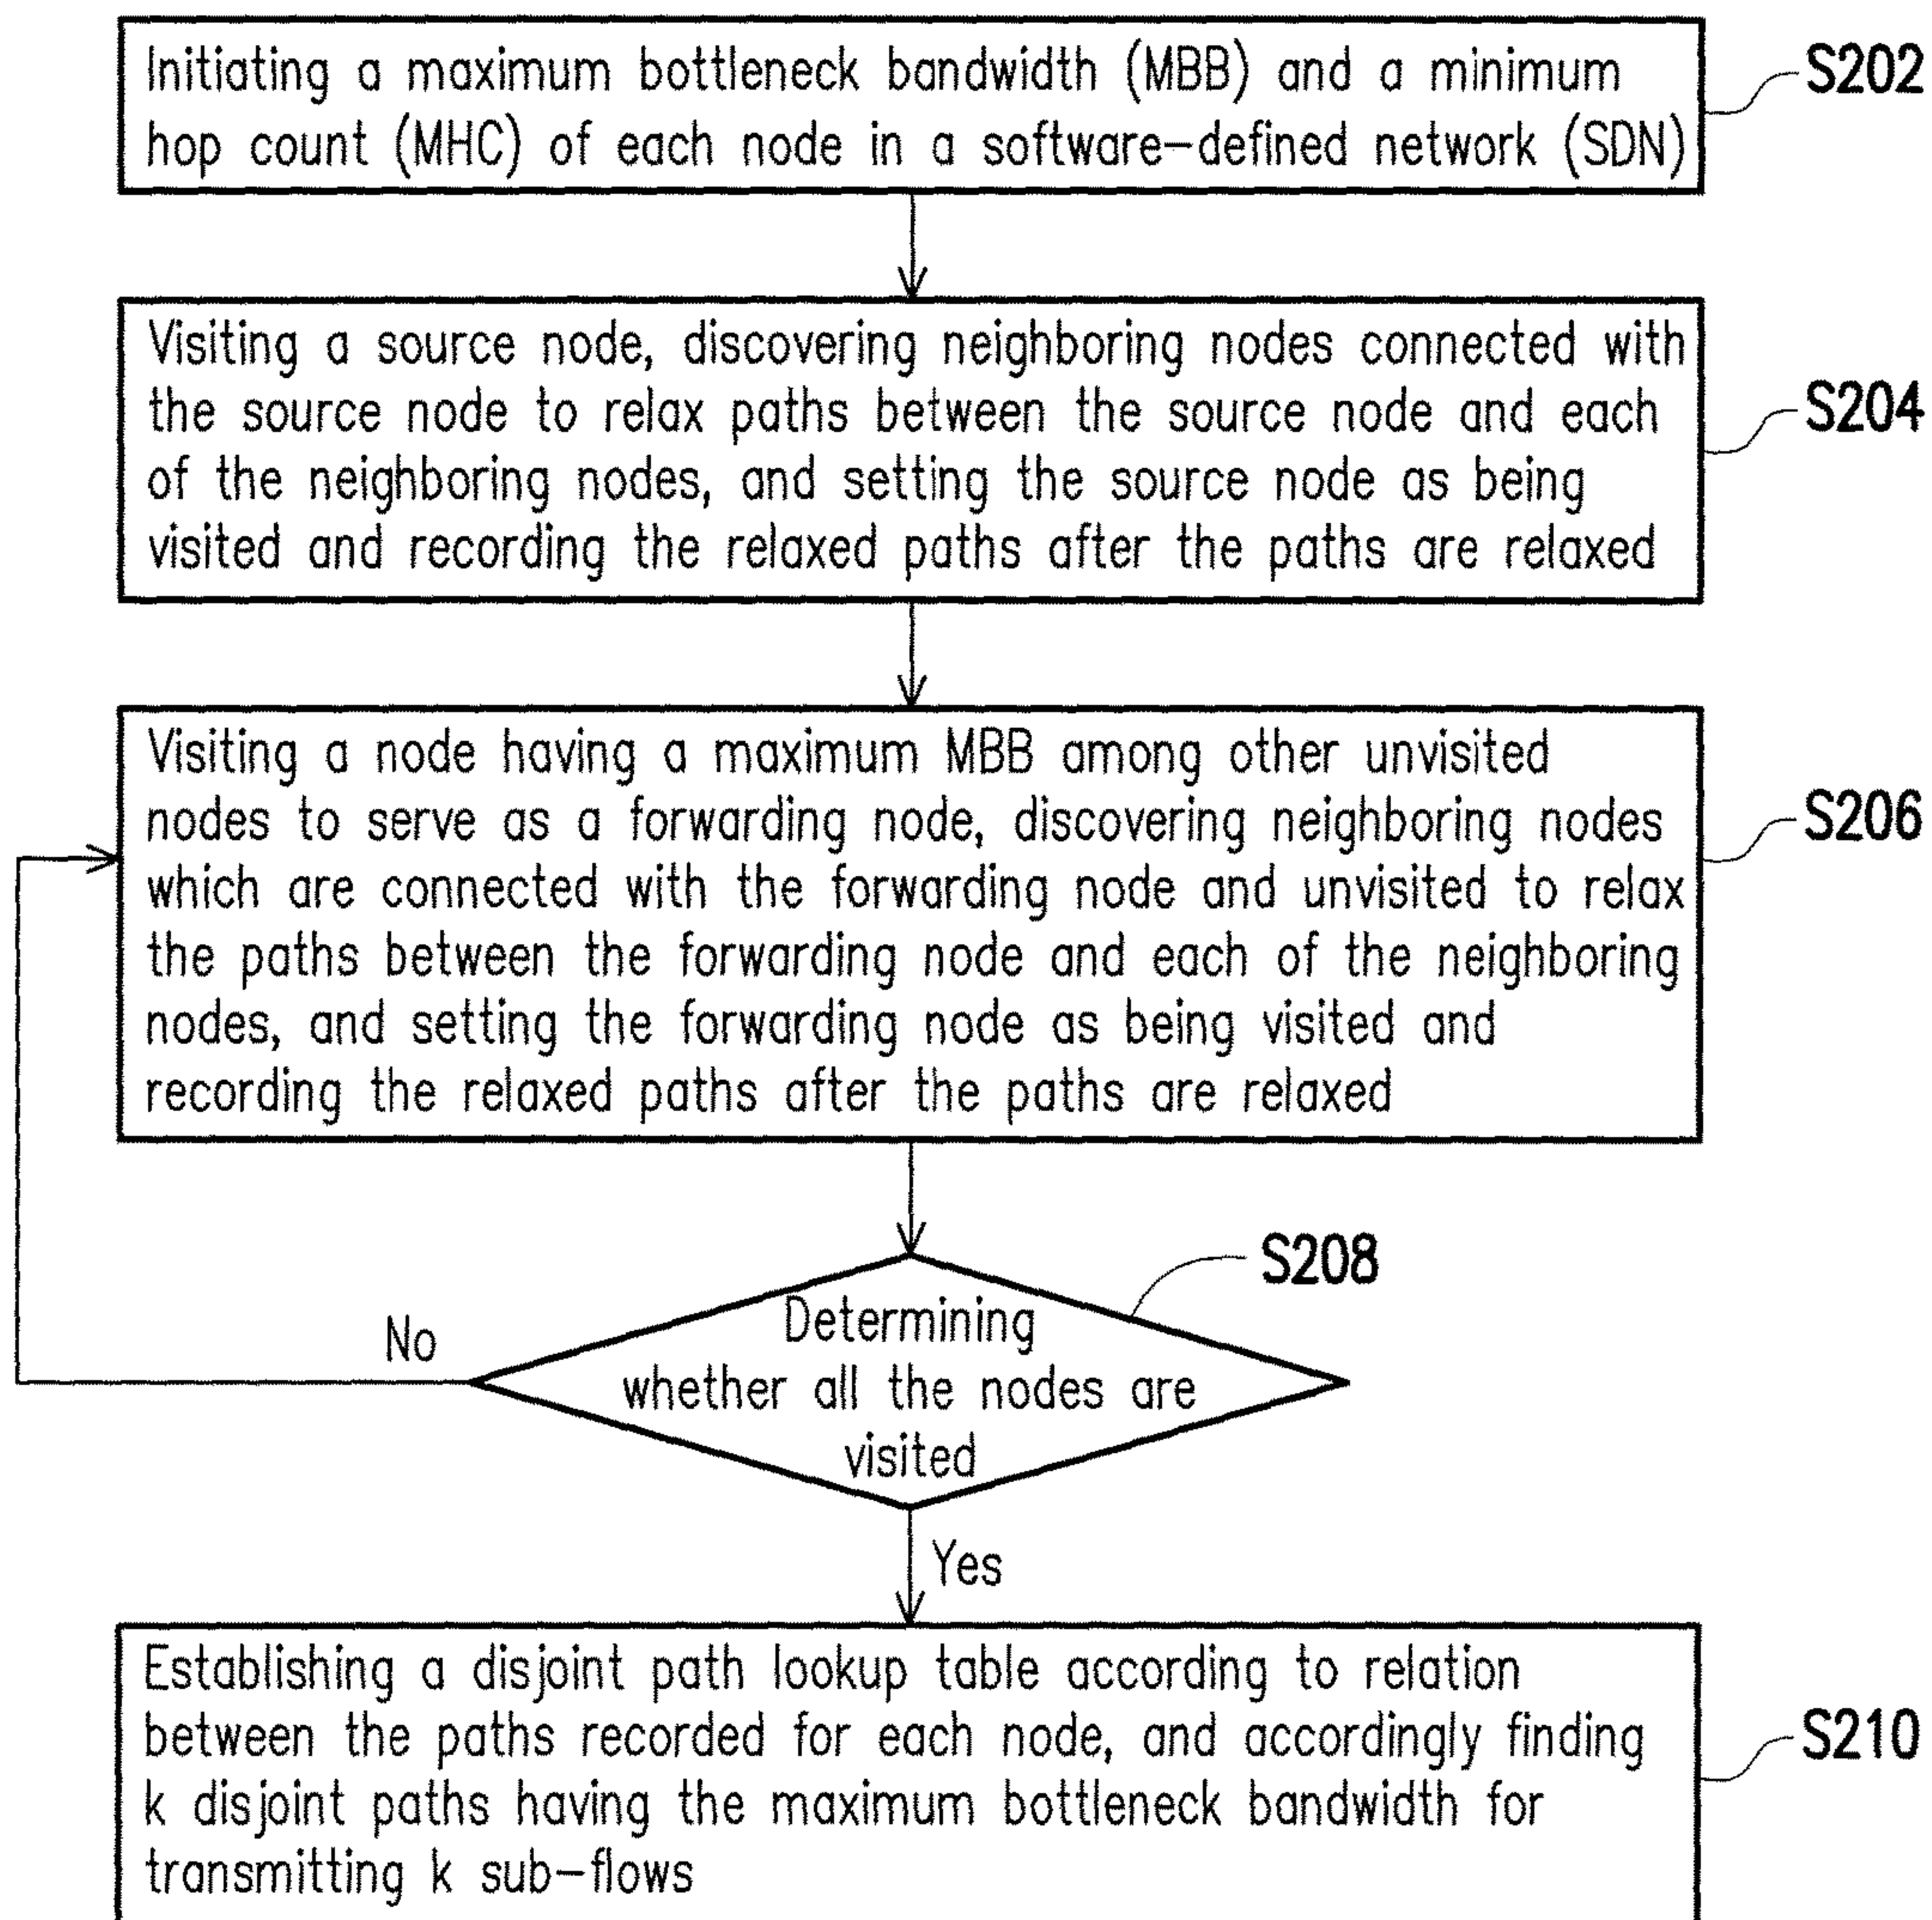 Initiating a maximum bottleneck bandwidth (MBB) and a minimum
hop count (MHC) of each node in a software-defined network (SDN)
S202
Visiting a source node, discovering neighboring nodes connected with
the source node to relax paths between the source node and each
of the neighboring nodes, and setting the source node as being
visited and recording the relaxed paths after the paths are relaxed
S204
Visiting a node having a maximum MBB among other unvisited
nodes to serve as a forwarding node, discovering neighboring nodes
which are connected with the forwarding node and unvisited to relax
the paths between the forwarding node and each of the neighboring
nodes, and setting the forwarding node as being visited and
recording the relaxed paths after the paths are relaxed
S206
S208
Determining
whether all the nodes are
visited
No
Yes
Establishing a disjoint path lookup table according to relation
between the paths recorded for each node, and accordingly finding
k disjoint paths having the maximum bottleneck bandwidth for
transmitting k sub-flows
S210